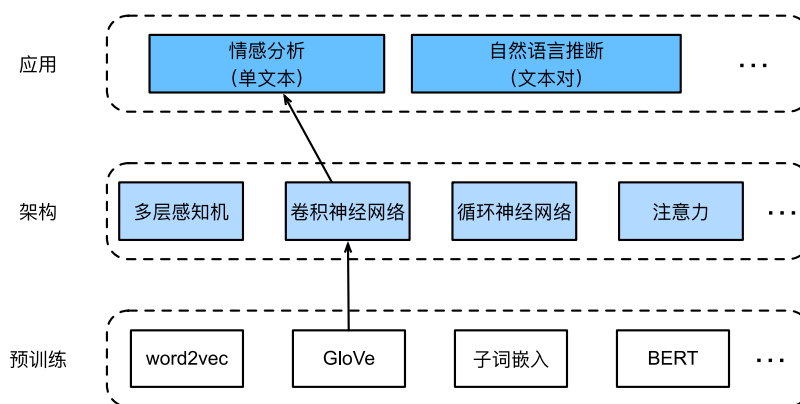 应用
情感分析
（单文本）
自然语言推断
（文本对）
...
架构
多层感知机
卷积神经网络
循环神经网络
注意力
...
预训练
word2vec
GloVe
子词嵌入
BERT
...